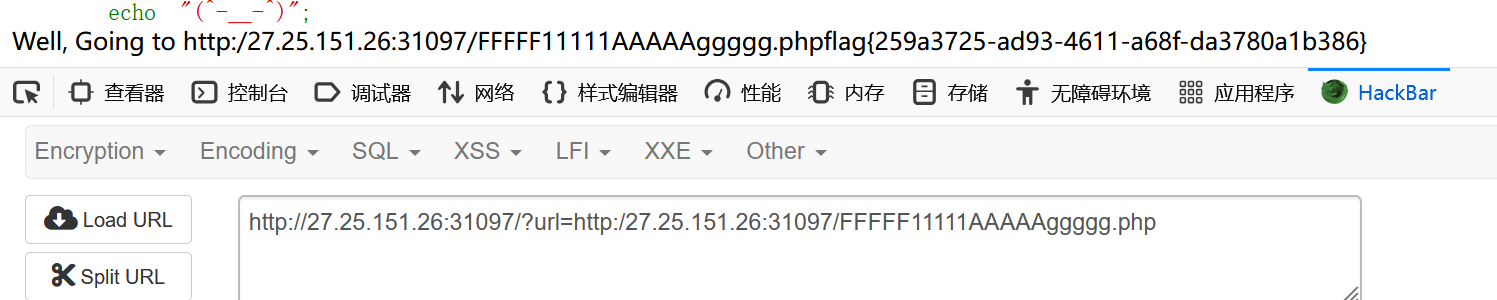 echo "(^-__-^)";
Well, Going to http:/27.25.151.26:31097/FFFFF11111AAAAAggggg.phpflag{259a3725-ad93-4611-a68f-da3780a1b386}
查看器 控制台 调试器 网络 样式编辑器 性能 内存 存储 无障碍环境 应用程序 HackBar
Encryption Encoding SQL XSS LFI XXE Other
Load URL http://27.25.151.26:31097/?url=http:/27.25.151.26:31097/FFFFF11111AAAAAggggg.php
Split URL